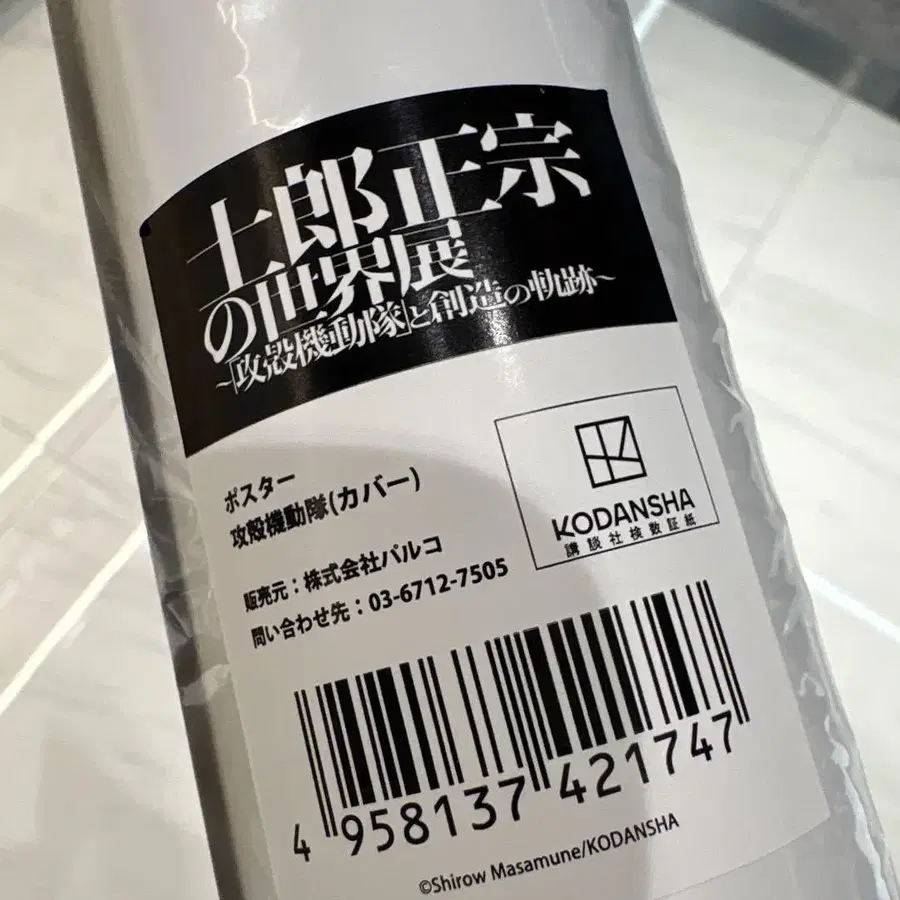 士郎正宗
の世界展
~「攻殻機動隊」と創造の軌跡~
ポスター
攻殻機動隊(カバー)
販売元：株式会社パルコ
問い合わせ先：03-6712-7505
KODANSHA
講談社検数証紙
4 958137 421747
©Shirow Masamune/KODANSHA